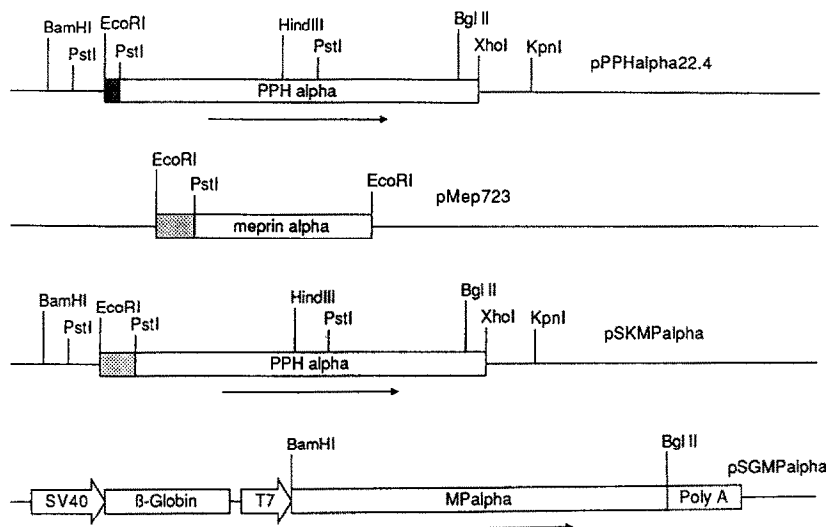 BamHI
PstI
EcoRI
PstI
HindIII
PstI
Bgl II
XhoI
KpnI
pPPHalpha22.4
PPH alpha
EcoRI
PstI
EcoRI
pMep723
meprin alpha
BamHI
PstI
EcoRI
PstI
HindIII
PstI
Bgl II
XhoI
KpnI
pSKMPalpha
PPH alpha
BamHI
Bgl II
pSGMPalpha
SV40
ß-Globin
T7
MPalpha
Poly A